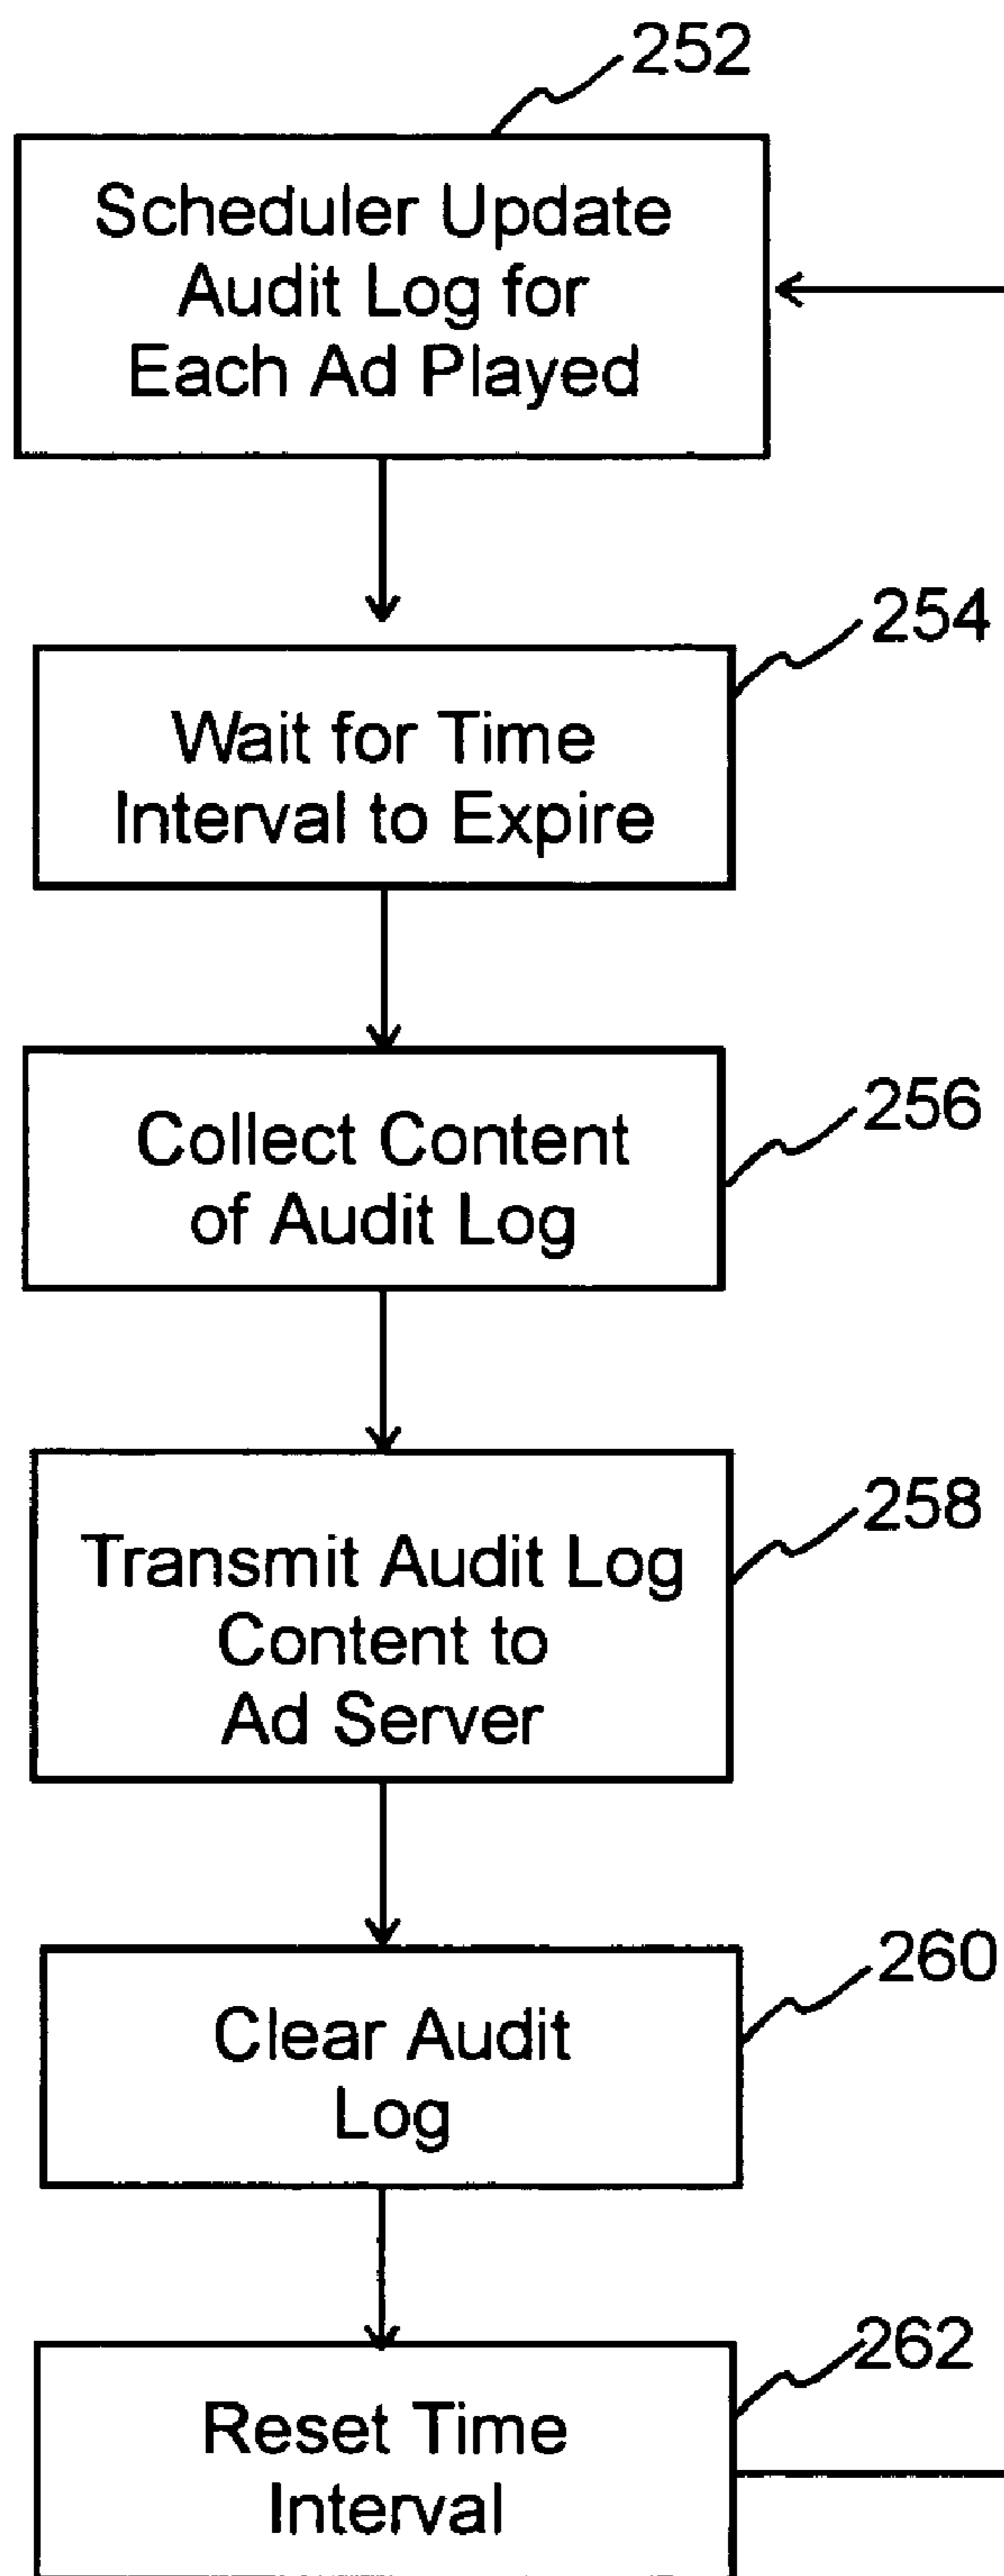 252
Scheduler Update
Audit Log for
Each Ad Played
254
Wait for Time
Interval to Expire
256
Collect Content
of Audit Log
258
Transmit Audit Log
Content to
Ad Server
260
Clear Audit
Log
262
Reset Time
Interval